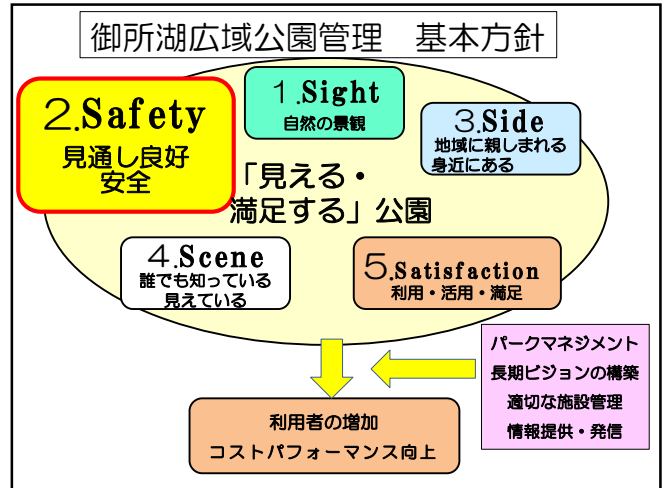 御所湖広域公園管理　基本方針
1.Sight
自然の景観
2.Safety
見通し良好
安全
3.Side
地域に親しまれる
身近にある
「見える・
満足する」公園
4.Scene
誰でも知っている
見えている
5.Satisfaction
利用・活用・満足
パークマネジメント
長期ビジョンの構築
適切な施設管理
情報提供・発信
利用者の増加
コストパフォーマンス向上